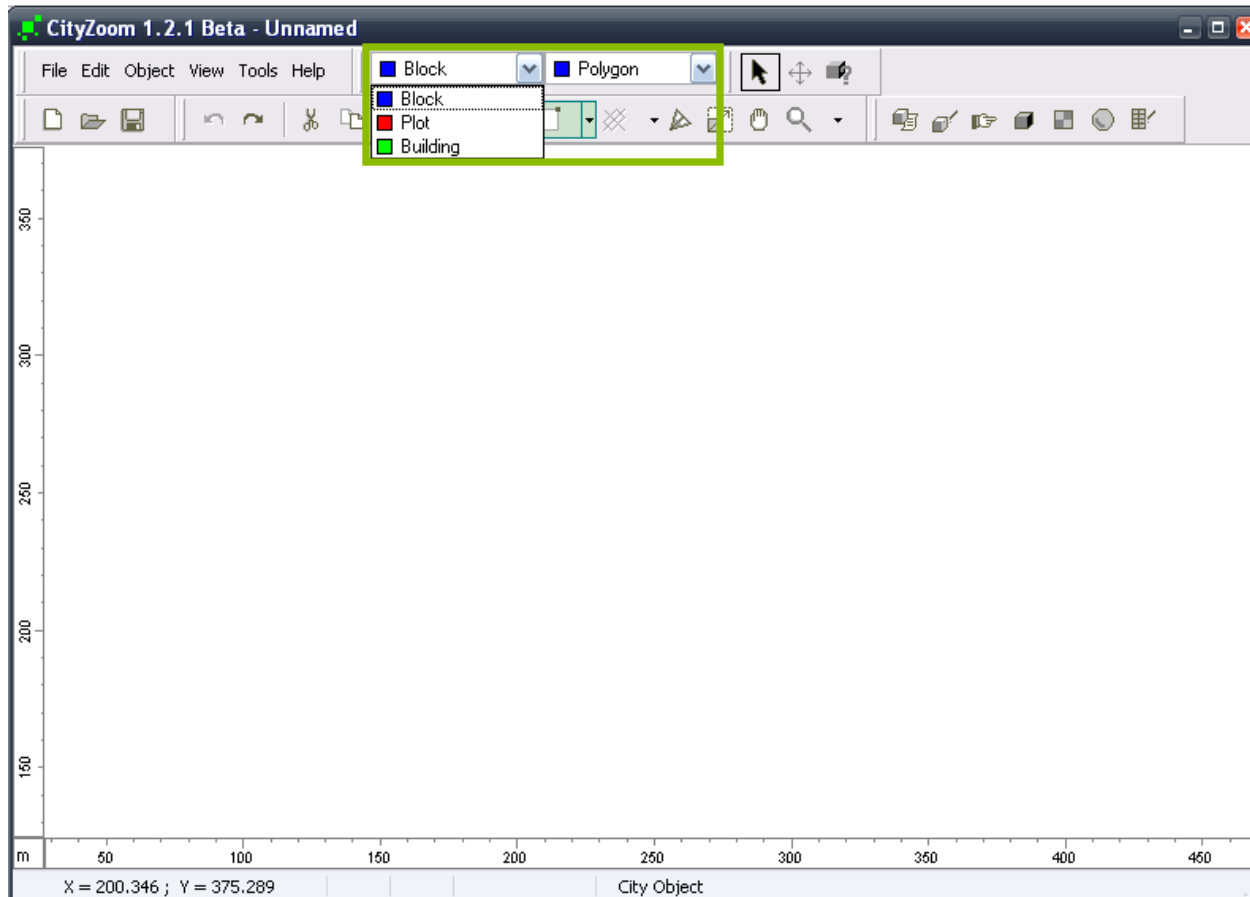 CityZoom 1.2.1 Beta - Unnamed
File Edit Object View Tools Help
Block
Polygon
Block
Plot
Building
350
300
250
200
150
m 50 100 150 200 250 300 350 400 450
X = 200.346 ; Y = 375.289
City Object